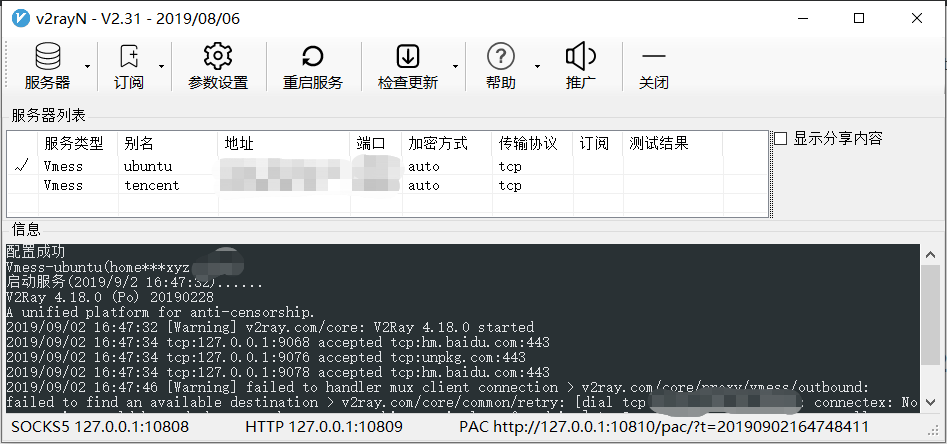 v2rayN - V2.31 - 2019/08/06
服务器 订阅 参数设置 重启服务 检查更新 帮助 推广 关闭
服务器列表
服务类型 别名 地址 端口 加密方式 传输协议 订阅 测试结果
Vmess ubuntu auto tcp
Vmess tencent auto tcp
显示分享内容
信息
配置成功
Vmess-ubuntu(home***xyz
启动服务(2019/9/2 16:47:32)......
V2Ray 4.18.0 (Po) 20190228
A unified platform for anti-censorship.
2019/09/02 16:47:32 [Warning] v2ray.com/core: V2Ray 4.18.0 started
2019/09/02 16:47:34 tcp:127.0.0.1:9068 accepted tcp:hm.baidu.com:443
2019/09/02 16:47:34 tcp:127.0.0.1:9076 accepted tcp:unpkg.com:443
2019/09/02 16:47:34 tcp:127.0.0.1:9078 accepted tcp:hm.baidu.com:443
2019/09/02 16:47:46 [Warning] failed to handler mux client connection > v2ray.com/core/proxy/vmess/outbound:
failed to find an available destination > v2ray.com/core/common/retry: [dial tcp : connectex: No
SOCKS5 127.0.0.1:10808 HTTP 127.0.0.1:10809 PAC http://127.0.0.1:10810/pac/?t=20190902164748411